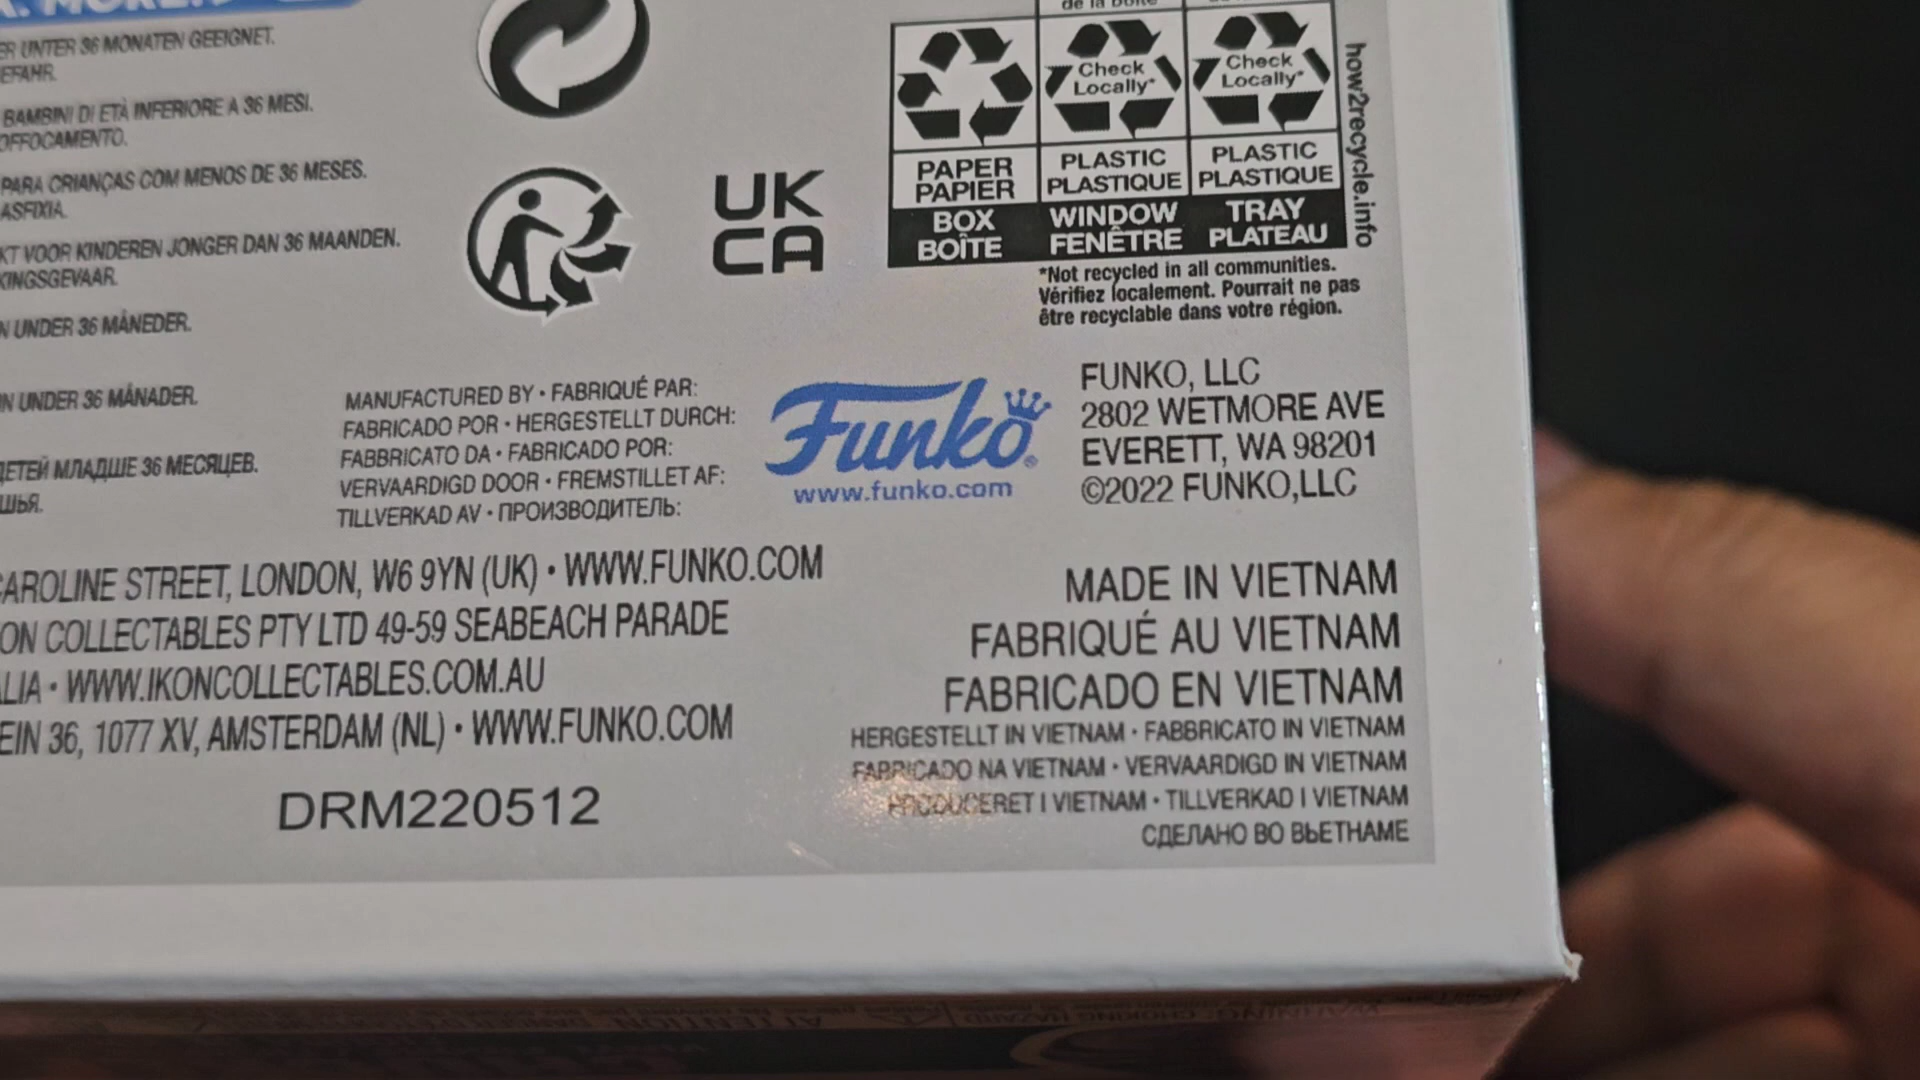 A. MORE!
ER UNTER 36 MONATEN GEEIGNET.
EFAHR.
BAMBINI DI ETÀ INFERIORE A 36 MESI.
OFFOCAMENTO.
PARA CRIANÇAS COM MENOS DE 36 MESES.
ASFIXIA.
KT VOOR KINDEREN JONGER DAN 36 MAANDEN.
KINGSGEVAAR.
N UNDER 36 MÅNEDER.
N UNDER 36 MÅNADER.
ДЕТЕЙ МЛАДШЕ 36 МЕСЯЦЕВ.
ШЬЯ.
UK
CA
de la boîte
Check
Locally*
Check
Locally*
PAPER
PAPIER
PLASTIC
PLASTIQUE
PLASTIC
PLASTIQUE
BOX
BOÎTE
WINDOW
FENÊTRE
TRAY
PLATEAU
how2recycle.info
*Not recycled in all communities.
Vérifiez localement. Pourrait ne pas
être recyclable dans votre région.
MANUFACTURED BY • FABRIQUÉ PAR:
FABRICADO POR • HERGESTELLT DURCH:
FABBRICATO DA • FABRICADO POR:
VERVAARDIGD DOOR • FREMSTILLET AF:
TILLVERKAD AV • ПРОИЗВОДИТЕЛЬ:
Funko®
www.funko.com
FUNKO, LLC
2802 WETMORE AVE
EVERETT, WA 98201
©2022 FUNKO,LLC
CAROLINE STREET, LONDON, W6 9YN (UK) • WWW.FUNKO.COM
ON COLLECTABLES PTY LTD 49-59 SEABEACH PARADE
LIA • WWW.IKONCOLLECTABLES.COM.AU
EIN 36, 1077 XV, AMSTERDAM (NL) • WWW.FUNKO.COM
DRM220512
MADE IN VIETNAM
FABRIQUÉ AU VIETNAM
FABRICADO EN VIETNAM
HERGESTELLT IN VIETNAM • FABBRICATO IN VIETNAM
FABRICADO NA VIETNAM • VERVAARDIGD IN VIETNAM
PRODUCERET I VIETNAM • TILLVERKAD I VIETNAM
СДЕЛАНО ВО ВЬЕТНАМЕ